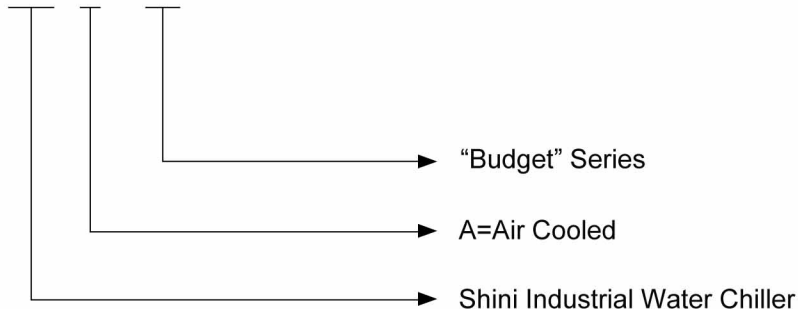 “Budget” Series
A=Air Cooled
Shini Industrial Water Chiller